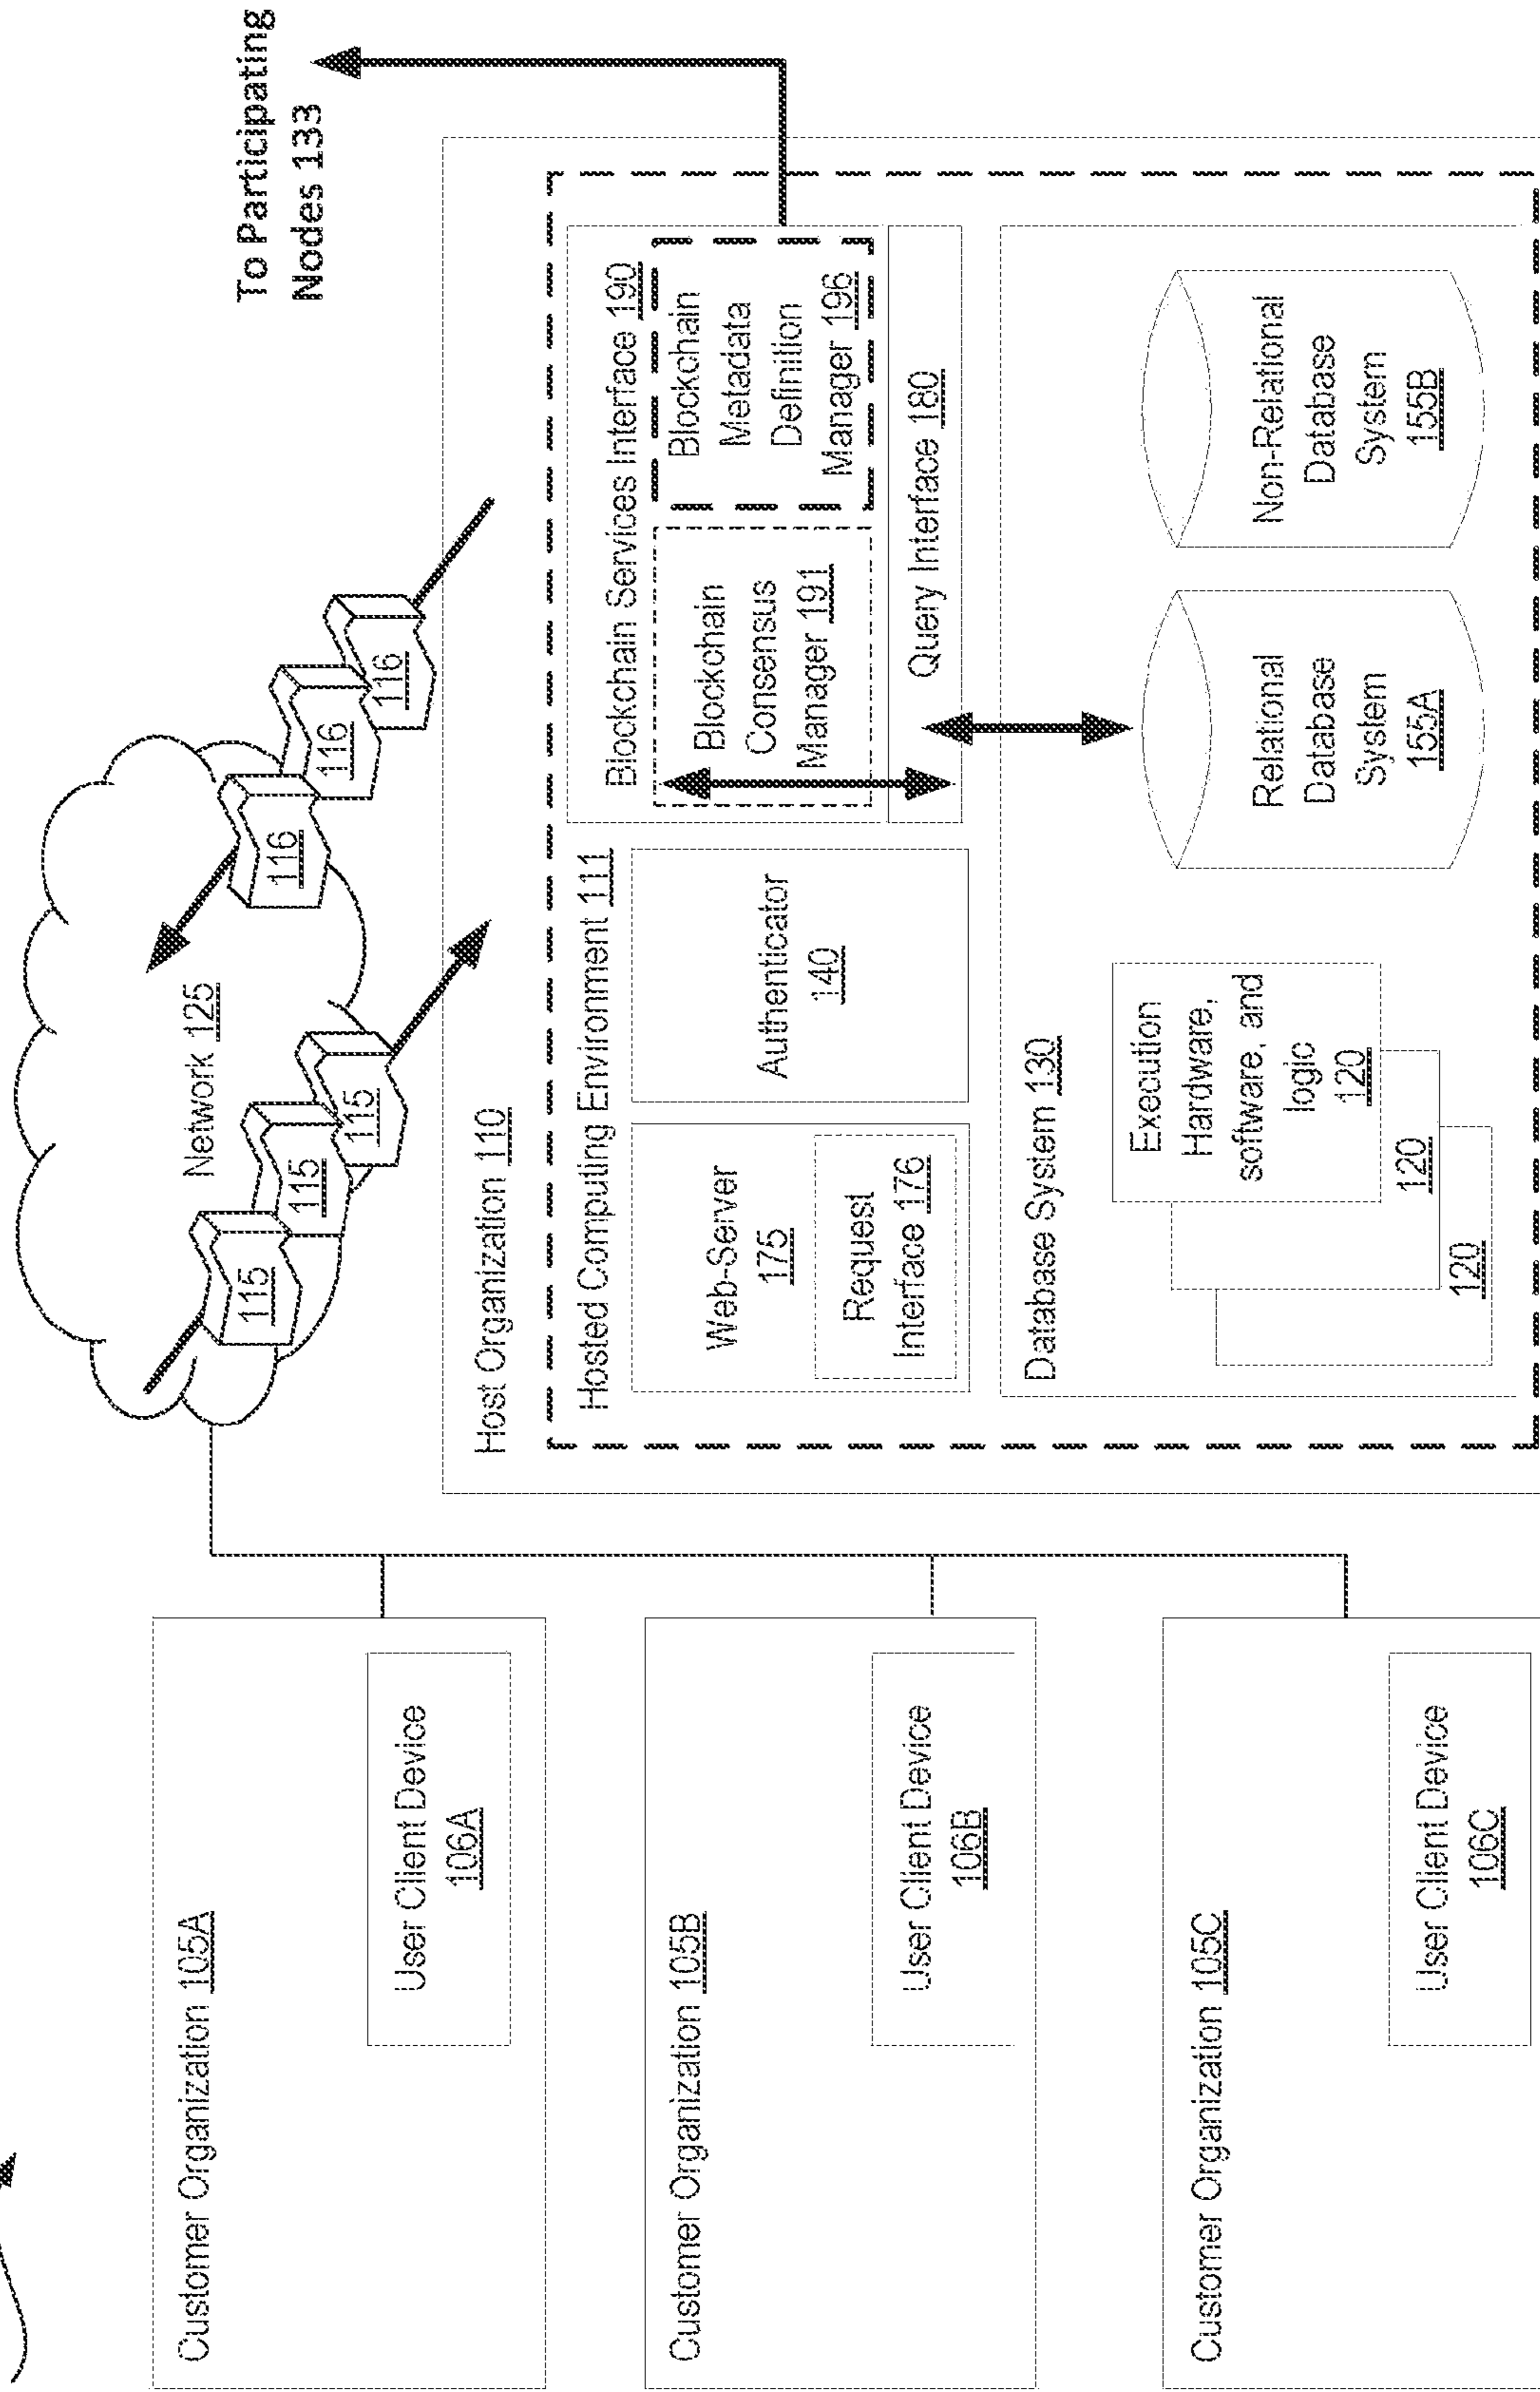 To Participating
Nodes 133
Network 125
115
115
115
116
116
116
Customer Organization 105A
User Client Device
106A
Customer Organization 105B
User Client Device
106B
Customer Organization 105C
User Client Device
106C
Host Organization 110
Hosted Computing Environment 111
Web-Server
175
Request
Interface 176
Authenticator
140
Blockchain Services Interface 190
Blockchain
Consensus
Manager 191
Blockchain
Metadata
Definition
Manager 196
Query Interface 180
Database System 130
Execution
Hardware,
software, and
logic
120
120
120
Relational
Database
System
155A
Non-Relational
Database
System
155B